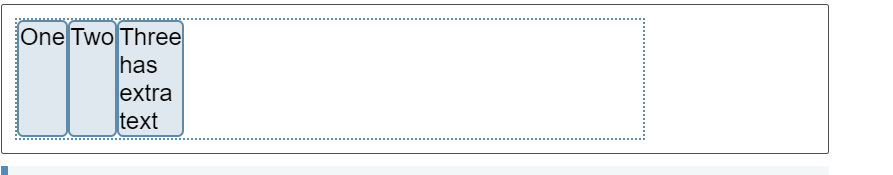 One Two Three
has
extra
text